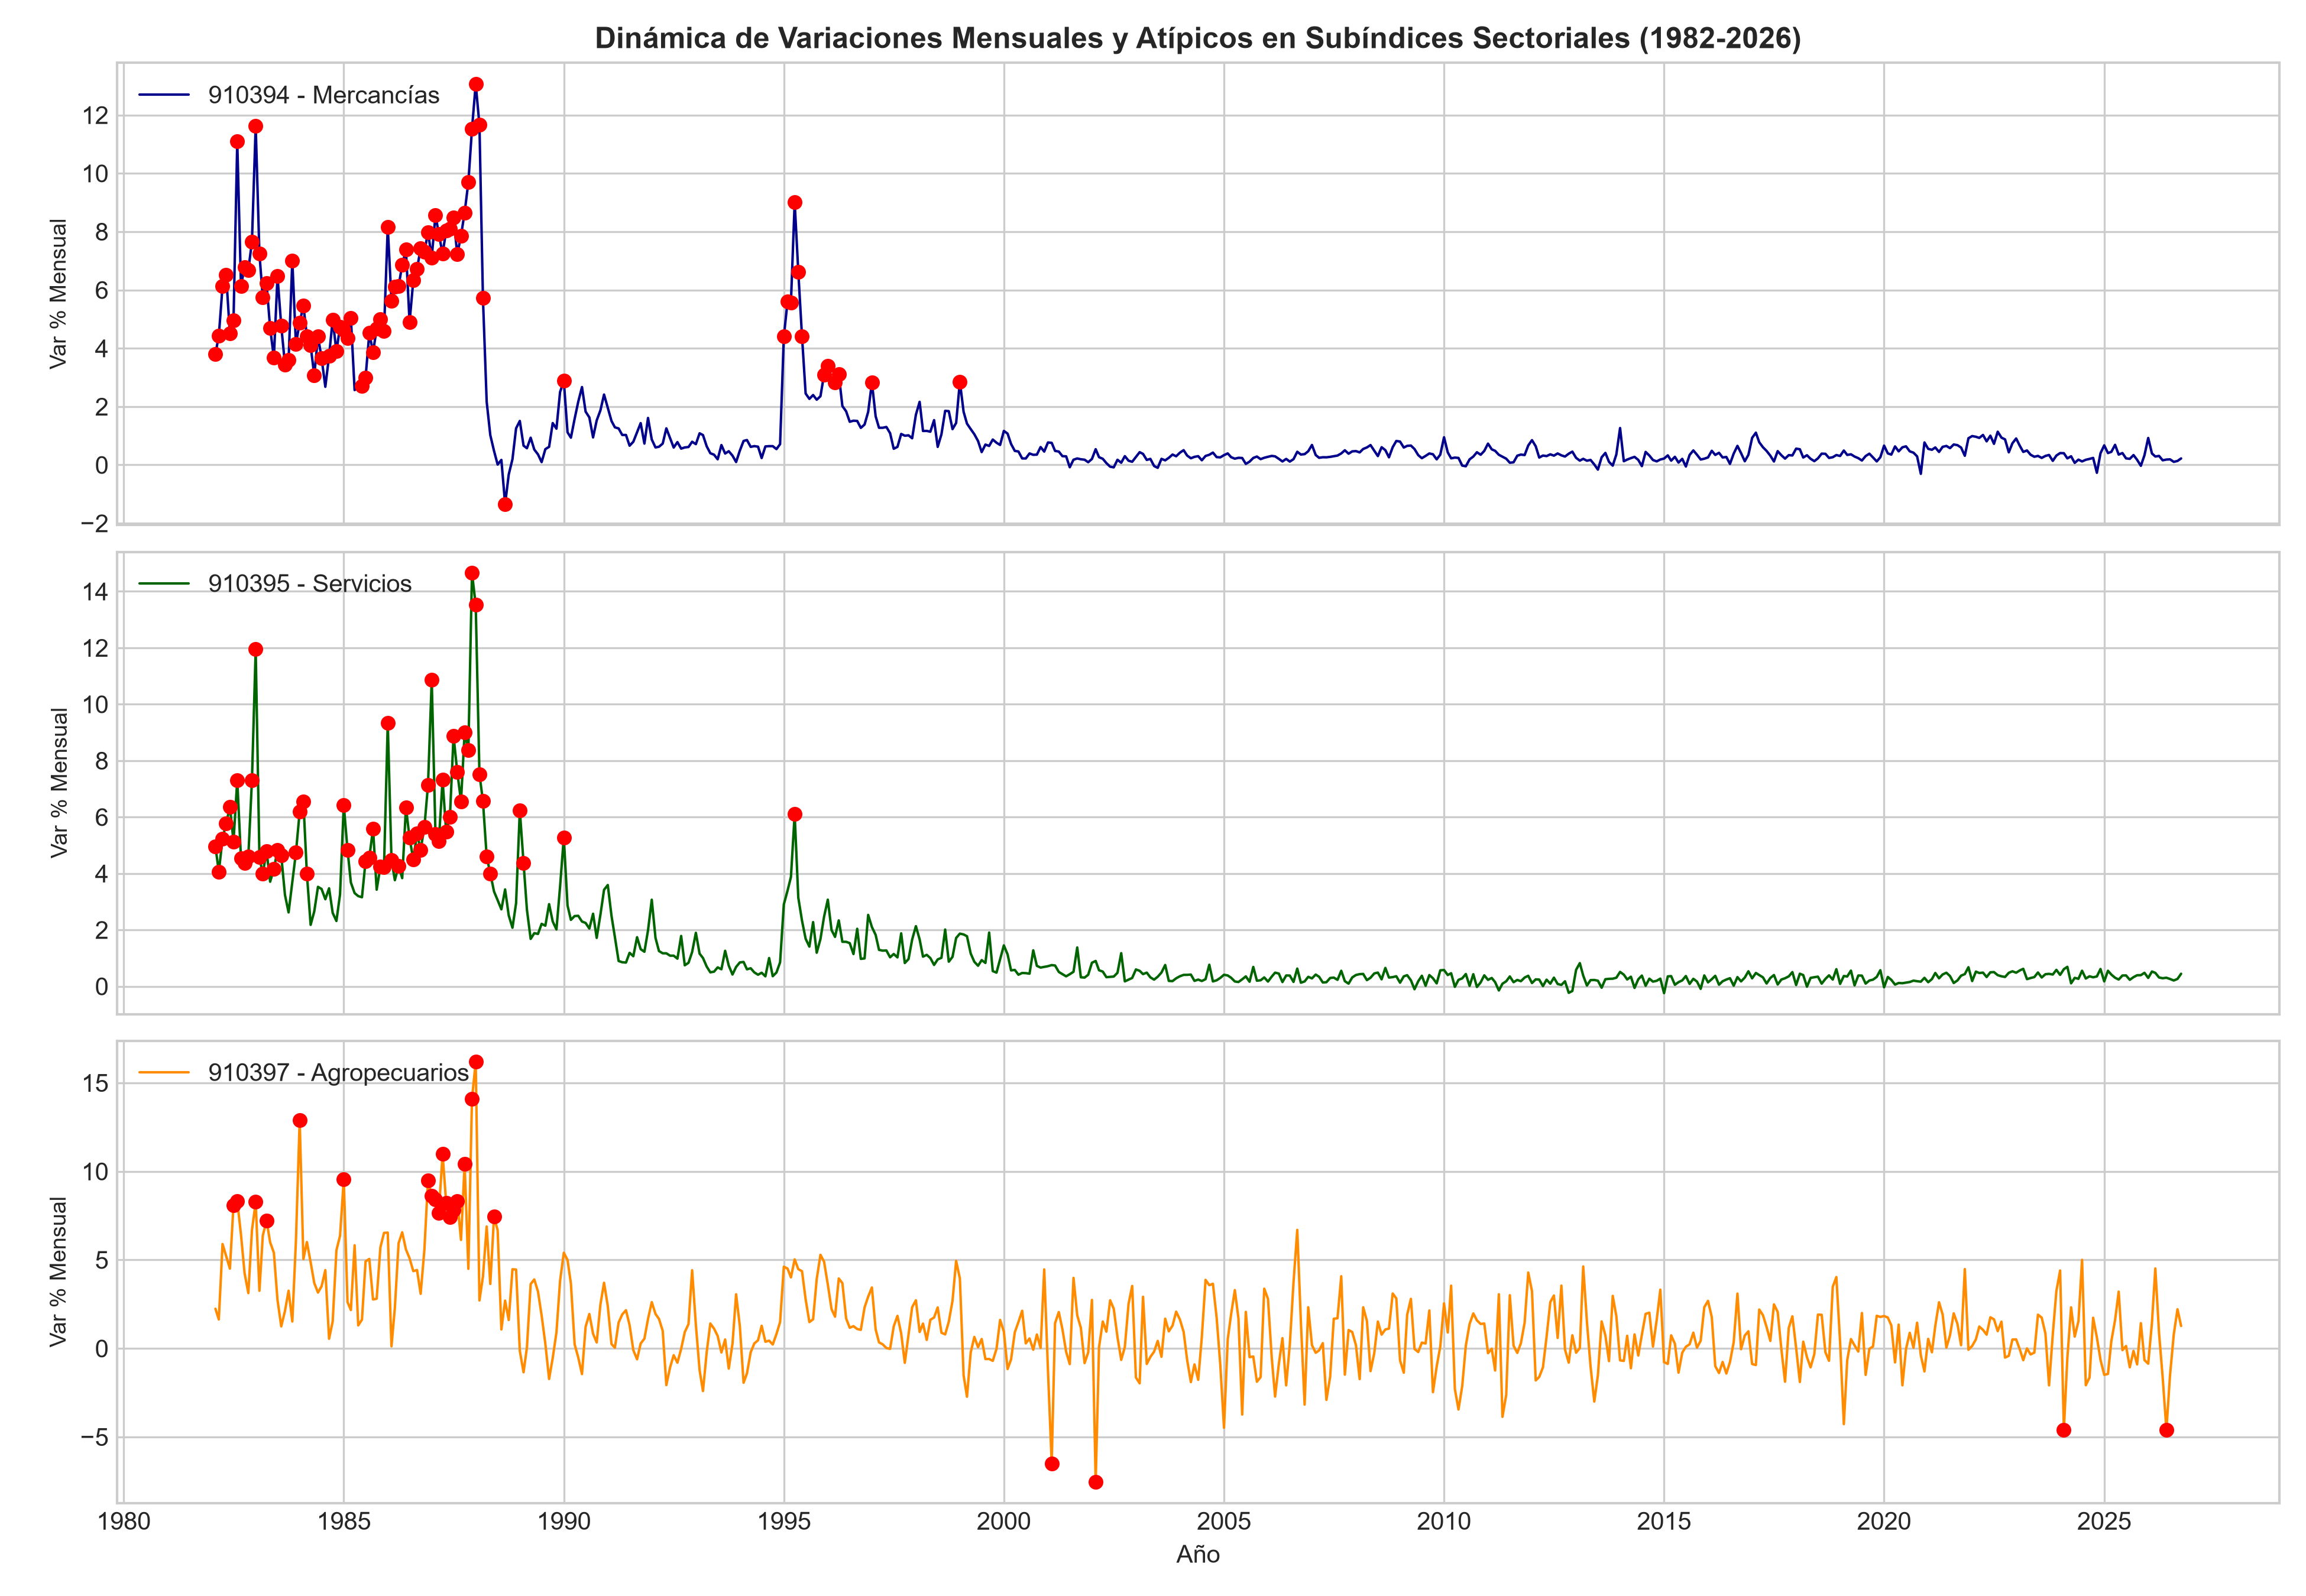 Dinámica de Variaciones Mensuales y Atípicos en Subíndices Sectoriales (1982-2026)
910394 - Mercancías
12
10
8
6
4
2
0
−2
Var % Mensual
910395 - Servicios
14
12
10
8
6
4
2
0
Var % Mensual
910397 - Agropecuarios
15
10
5
0
−5
Var % Mensual
1980 1985 1990 1995 2000 2005 2010 2015 2020 2025
Año